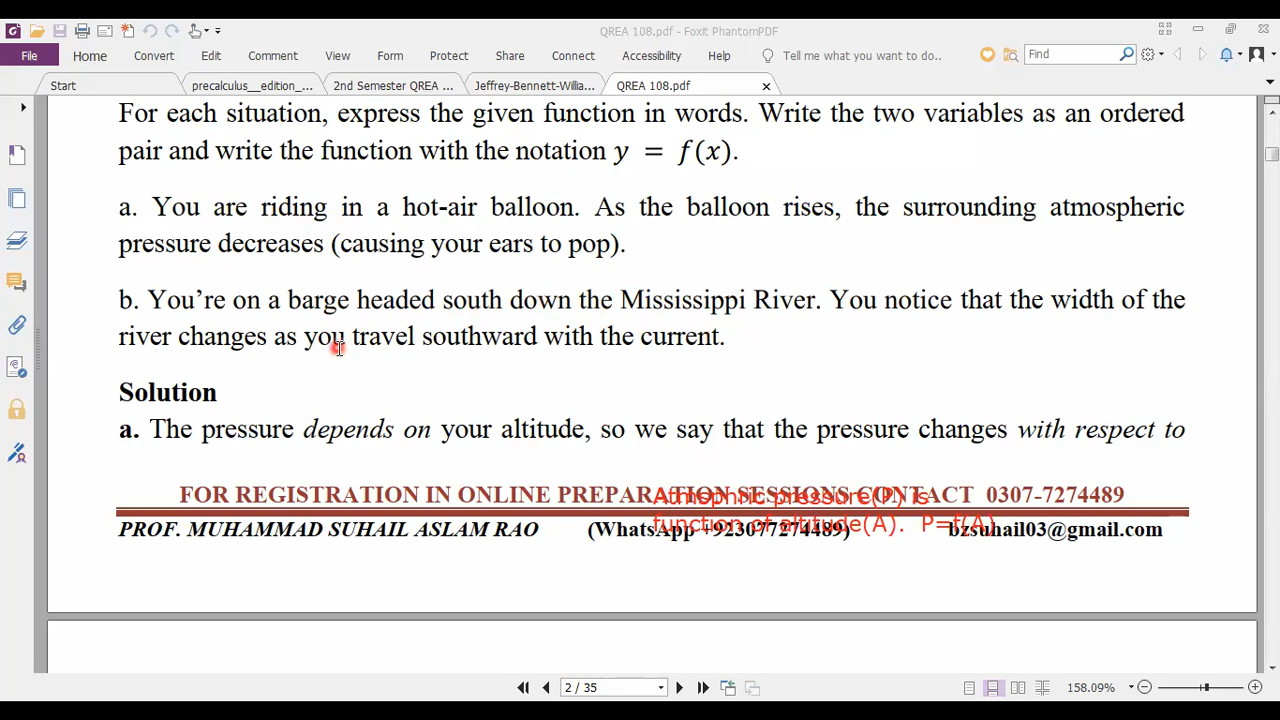 QREA 108.pdf - Foxit PhantomPDF
File Home Convert Edit Comment View Form Protect Share Connect Accessibility Help Tell me what you want to do.. Find
Start precalculus__edition_... 2nd Semester QREA ... Jeffrey-Bennett-Willia... QREA 108.pdf
For each situation, express the given function in words. Write the two variables as an ordered
pair and write the function with the notation y = f(x).
a. You are riding in a hot-air balloon. As the balloon rises, the surrounding atmospheric
pressure decreases (causing your ears to pop).
b. You’re on a barge headed south down the Mississippi River. You notice that the width of the
river changes as you travel southward with the current.
Solution
a. The pressure depends on your altitude, so we say that the pressure changes with respect to
FOR REGISTRATION IN ONLINE PREPARATION SESSIONS CONTACT 0307-7274489
Atmsphric pressure(P) is
function of altitude(A). P=f(A)
PROF. MUHAMMAD SUHAIL ASLAM RAO (WhatsApp +923077274489) bzsuhail03@gmail.com
2 / 35 158.09%